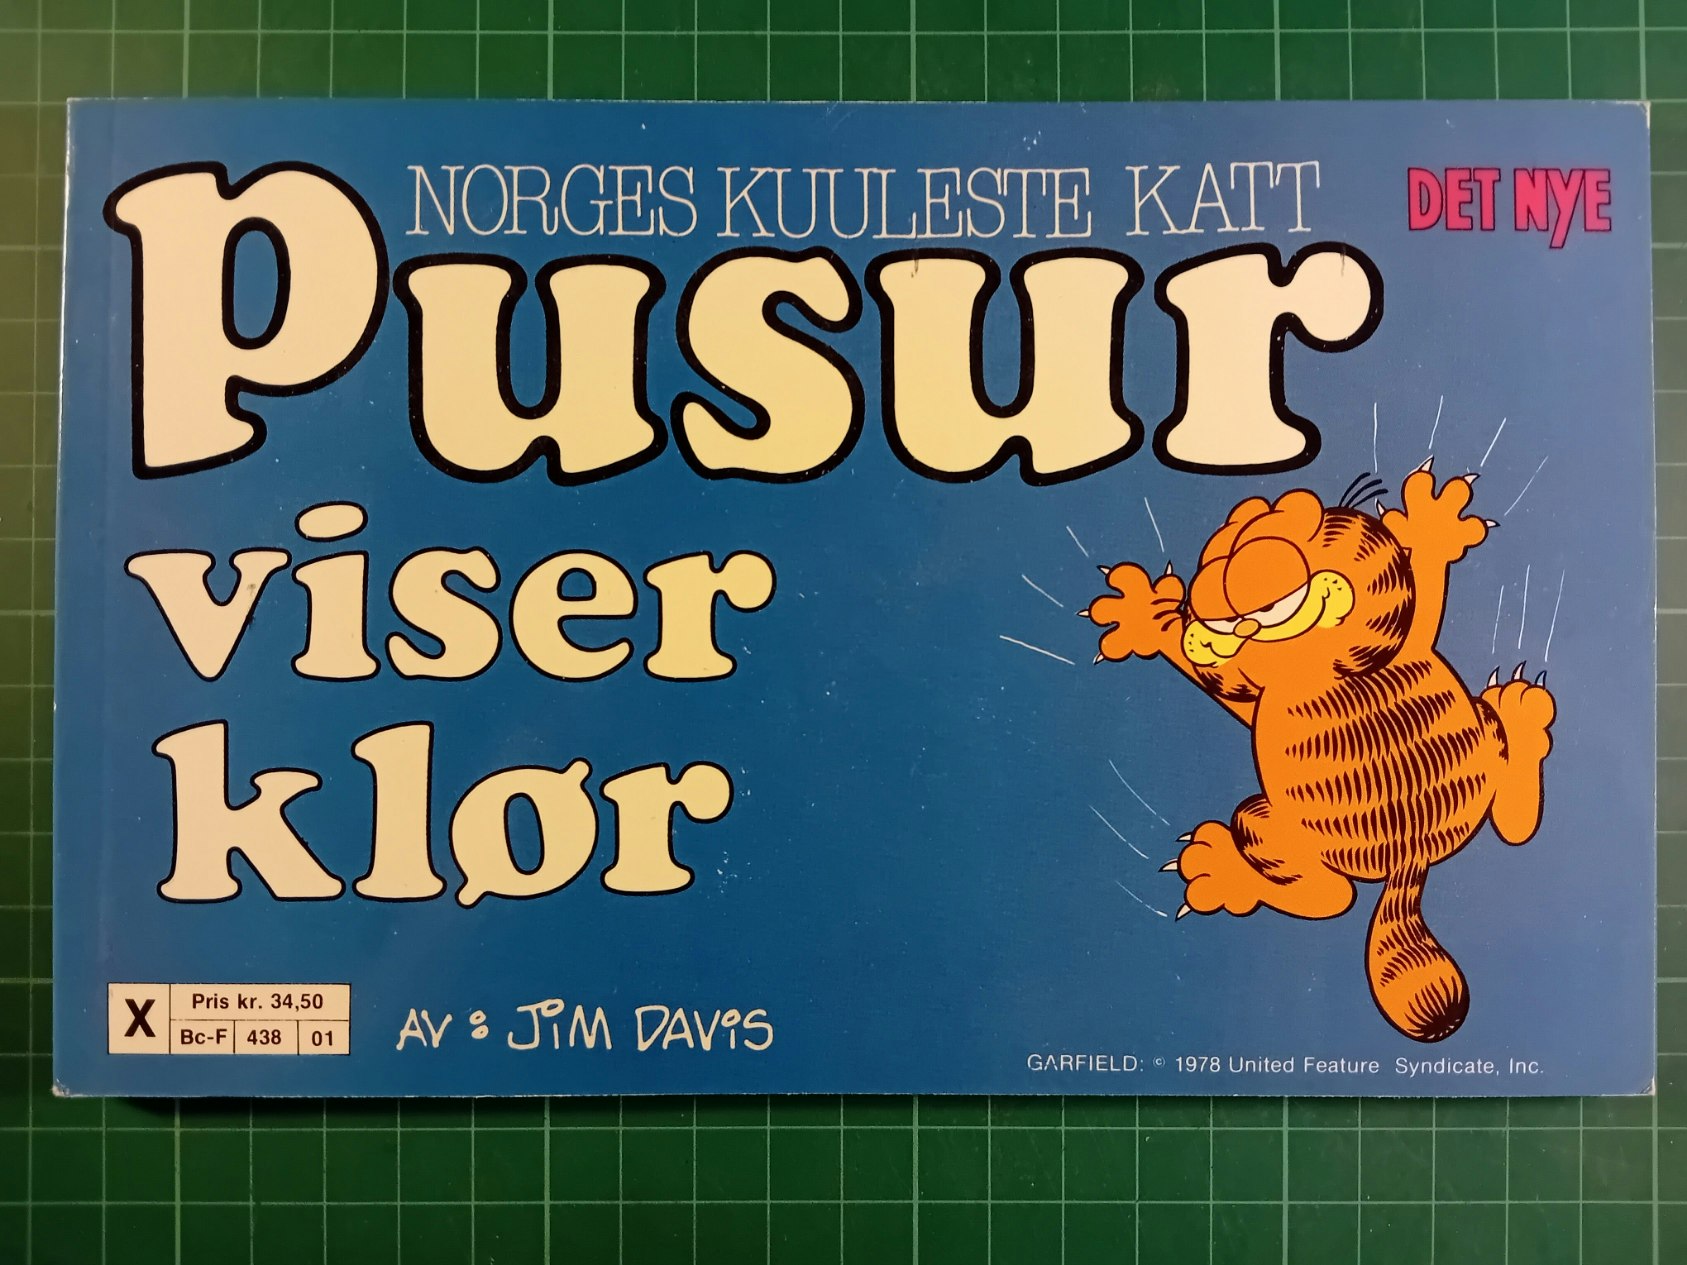 NORGES KUULESTE KATT
DET NYE
Pusur
viser
klør
X
Pris kr. 34,50
Bc-F 438 01
AV: JiM DAViS
GARFIELD: © 1978 United Feature Syndicate, Inc.